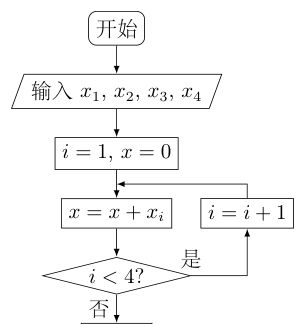 开始
输入 x₁, x₂, x₃, x₄
i = 1, x = 0
x = x + xᵢ
i = i + 1
i < 4?
是
否